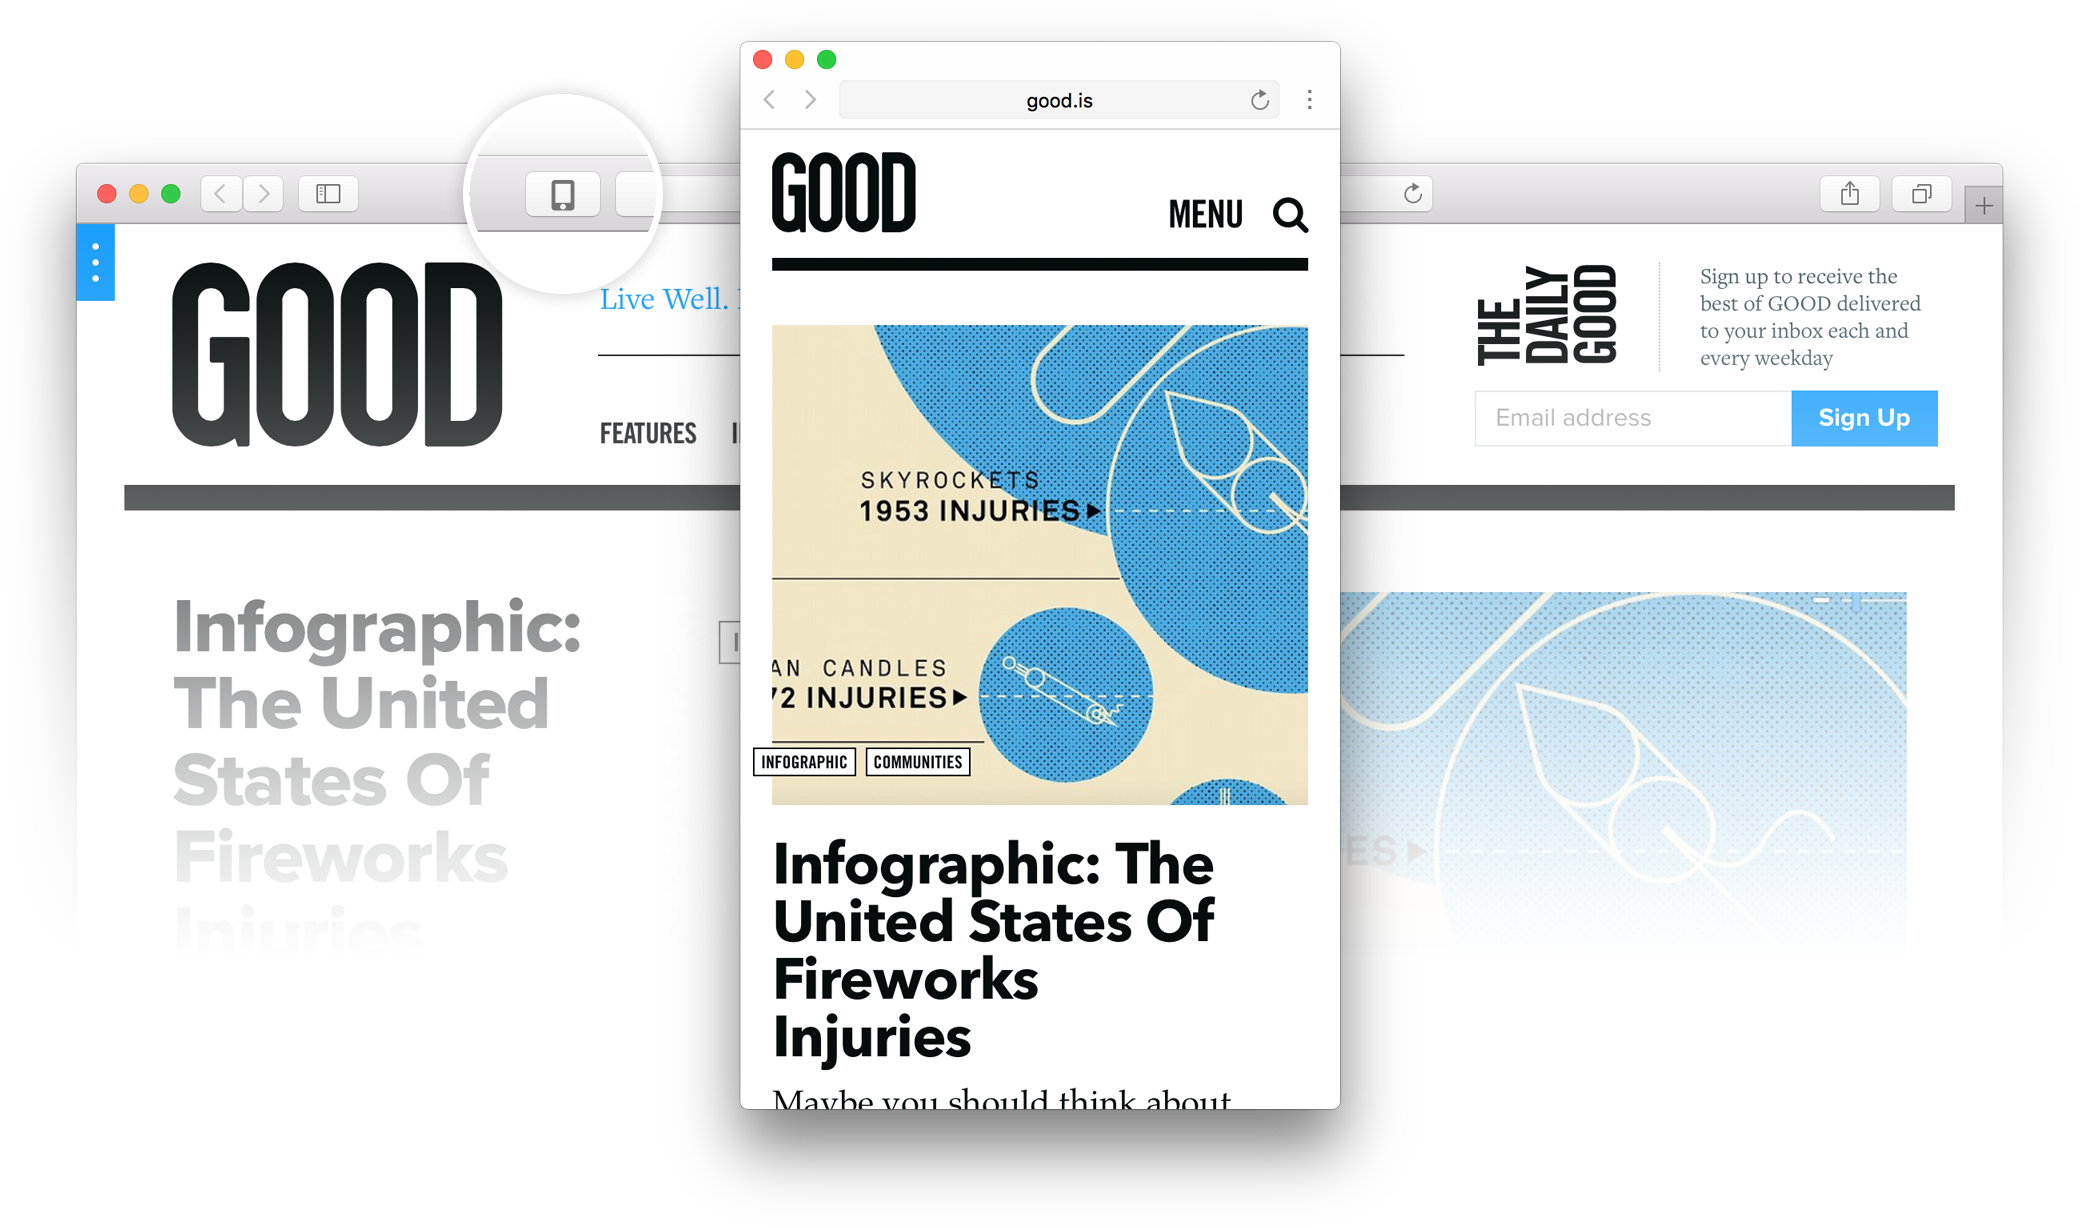 good.is
GOOD
MENU
SKYROCKETS
1953 INJURIES
AN CANDLES
72 INJURIES
INFOGRAPHIC
COMMUNITIES
Infographic: The
United States Of
Fireworks
Injuries
Maybe you should think about
GOOD
Live Well.
FEATURES
THE
DAILY
GOOD
Sign up to receive the
best of GOOD delivered
to your inbox each and
every weekday
Email address
Sign Up
Infographic:
The United
States Of
Fireworks
Injuries
ES